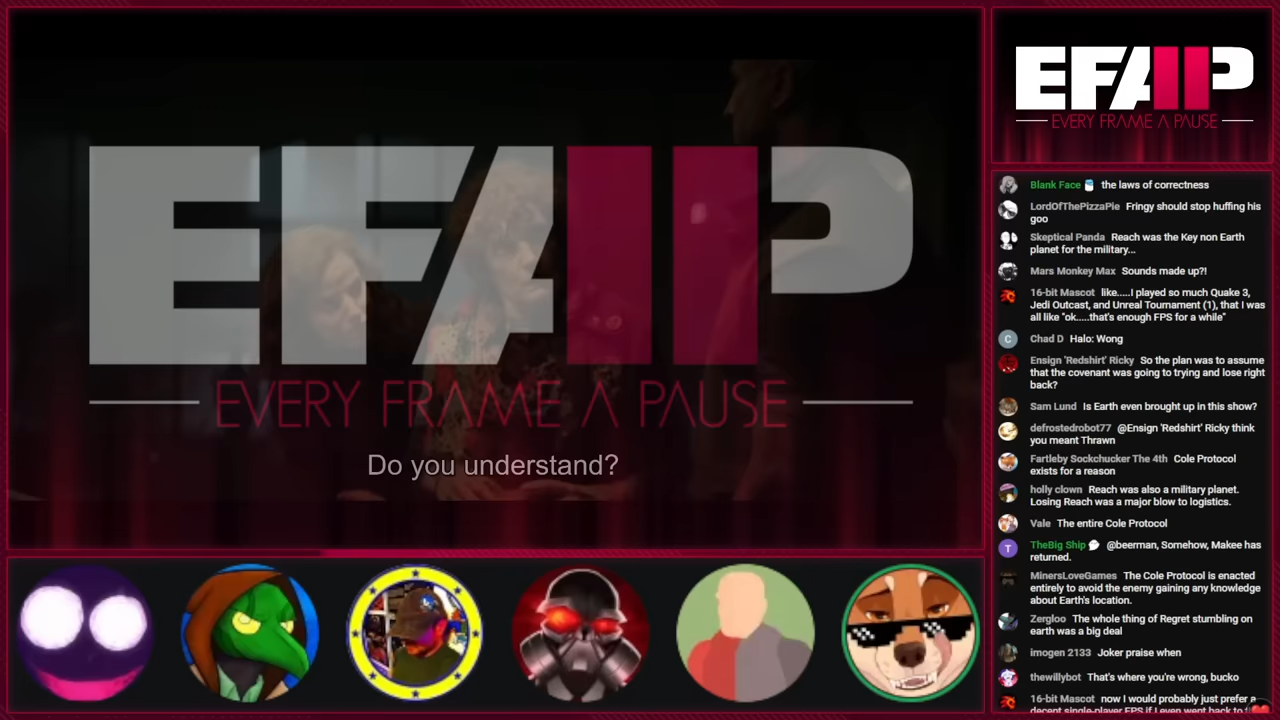 EFAP
EVERY FRAME A PAUSE
Do you understand?
EFAP
EVERY FRAME A PAUSE
Blank Face the laws of correctness
LordOfThePizzaPie Fringy should stop huffing his
goo
Skeptical Panda Reach was the Key non Earth
planet for the military...
Mars Monkey Max Sounds made up?!
16-bit Mascot like.....I played so much Quake 3,
Jedi Outcast, and Unreal Tournament (1), that I was
all like "ok.....that's enough FPS for a while"
C
Chad D Halo: Wong
Ensign 'Redshirt' Ricky So the plan was to assume
that the covenant was going to trying and lose right
back?
Sam Lund Is Earth even brought up in this show?
defrostedrobot77 @Ensign 'Redshirt' Ricky think
you meant Thrawn
Fartleby Sockchucker The 4th Cole Protocol
exists for a reason
holly clown Reach was also a military planet.
Losing Reach was a major blow to logistics.
Vale The entire Cole Protocol
T
TheBig Ship @beerman, Somehow, Makee has
returned.
MinersLoveGames The Cole Protocol is enacted
entirely to avoid the enemy gaining any knowledge
about Earth's location.
Zergloo The whole thing of Regret stumbling on
earth was a big deal
imogen 2133 Joker praise when
thewillybot That's where you're wrong, bucko
16-bit Mascot now I would probably just prefer a
decent single-player FPS if I even went back to